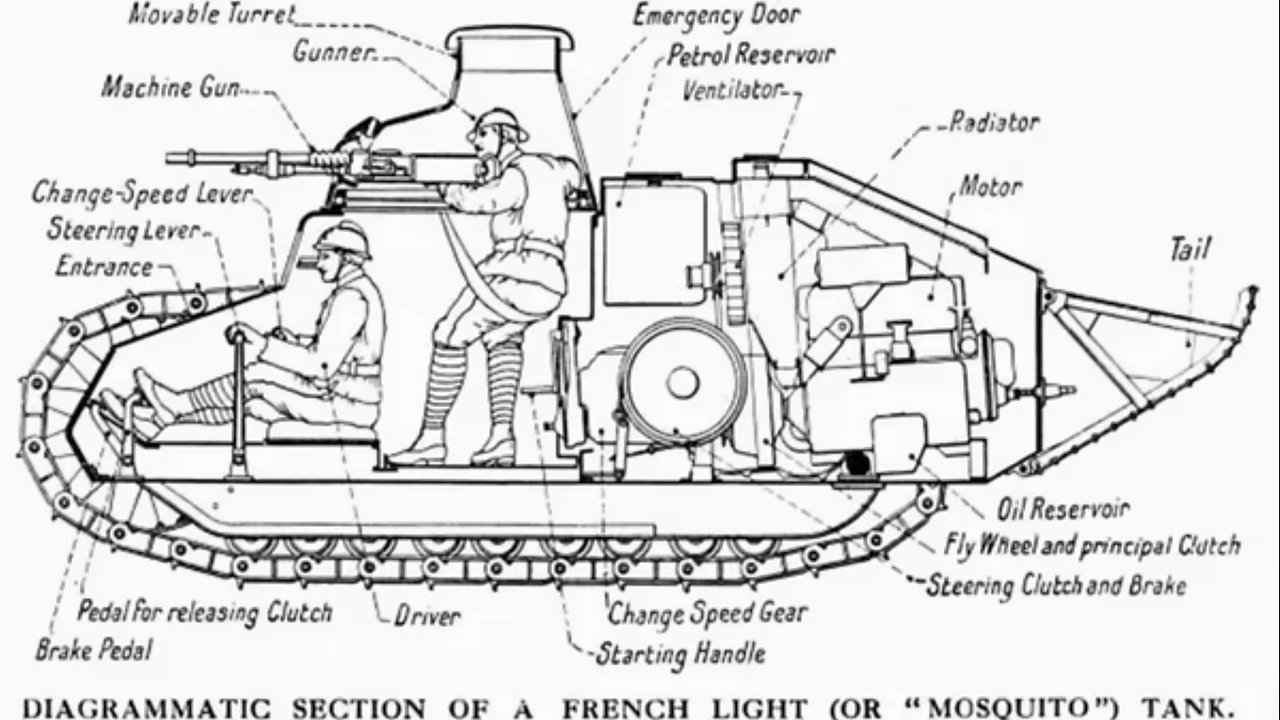 Movable Turret
Emergency Door
Gunner
Petrol Reservoir
Machine Gun
Ventilator
Radiator
Change-Speed Lever
Motor
Steering Lever
Entrance
Tail
Oil Reservoir
Fly Wheel and principal Clutch
Steering Clutch and Brake
Pedal for releasing Clutch
Driver
Change Speed Gear
Brake Pedal
Starting Handle
DIAGRAMMATIC SECTION OF A FRENCH LIGHT (OR "MOSQUITO") TANK.